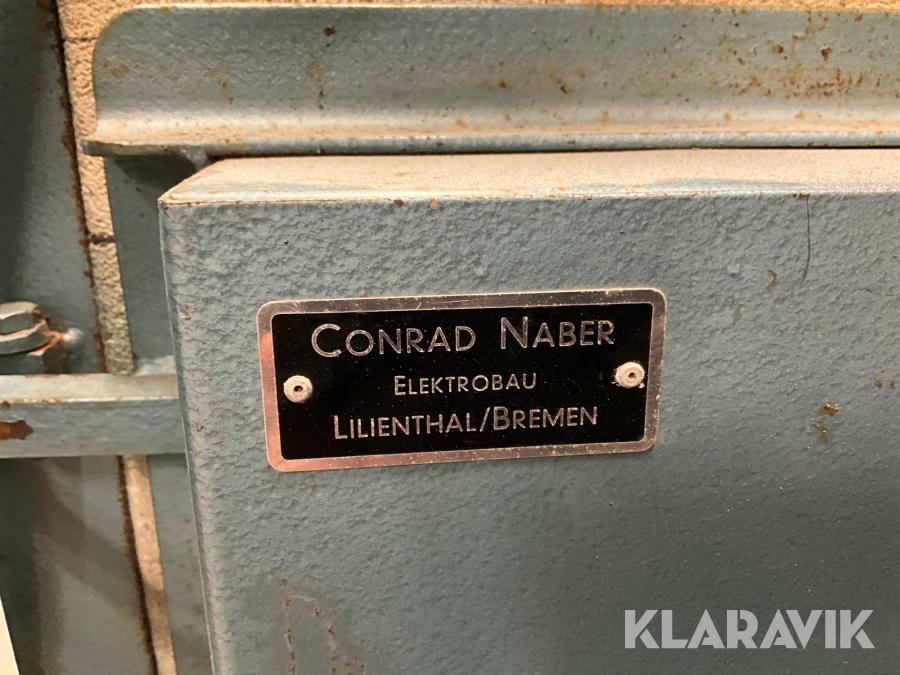 CONRAD NABER
ELEKTROBAU
LILIENTHAL/BREMEN
KLARAVIK